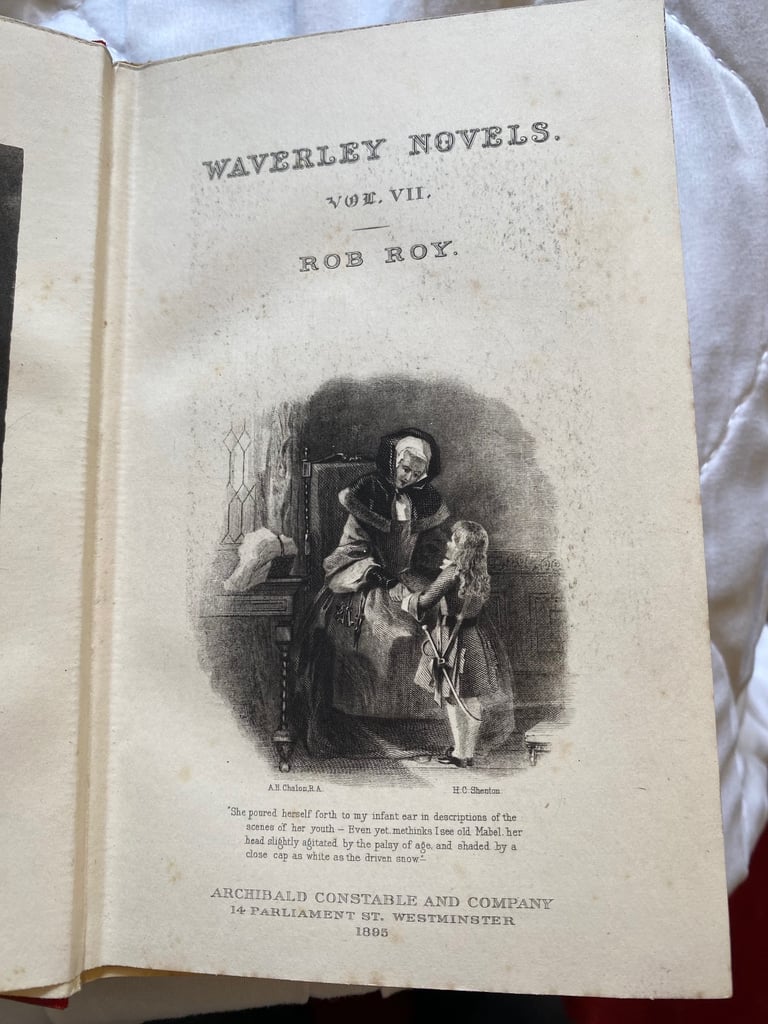 WAVERLEY NOVELS.
VOL. VII.
ROB ROY.
A.E. Chalon, R.A.
H.C. Shenton.
"She poured herself forth to my infant ear in descriptions of the
scenes of her youth – Even yet, methinks I see old Mabel, her
head slightly agitated by the palsy of age, and shaded by a
close cap as white as the driven snow"–
ARCHIBALD CONSTABLE AND COMPANY
14 PARLIAMENT ST. WESTMINSTER
1895